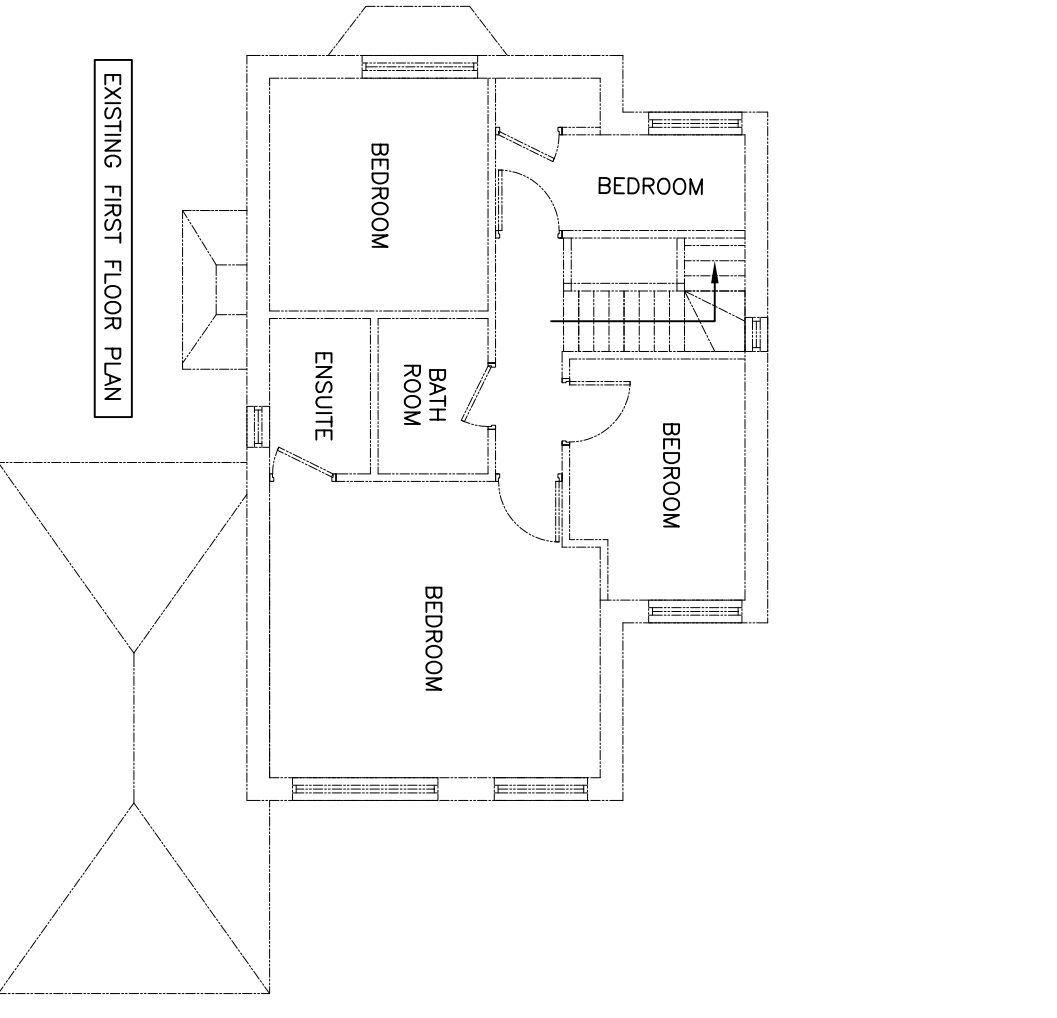 EXISTING FIRST FLOOR PLAN
BEDROOM
BEDROOM
ENSUITE
BATH
ROOM
BEDROOM
BEDROOM